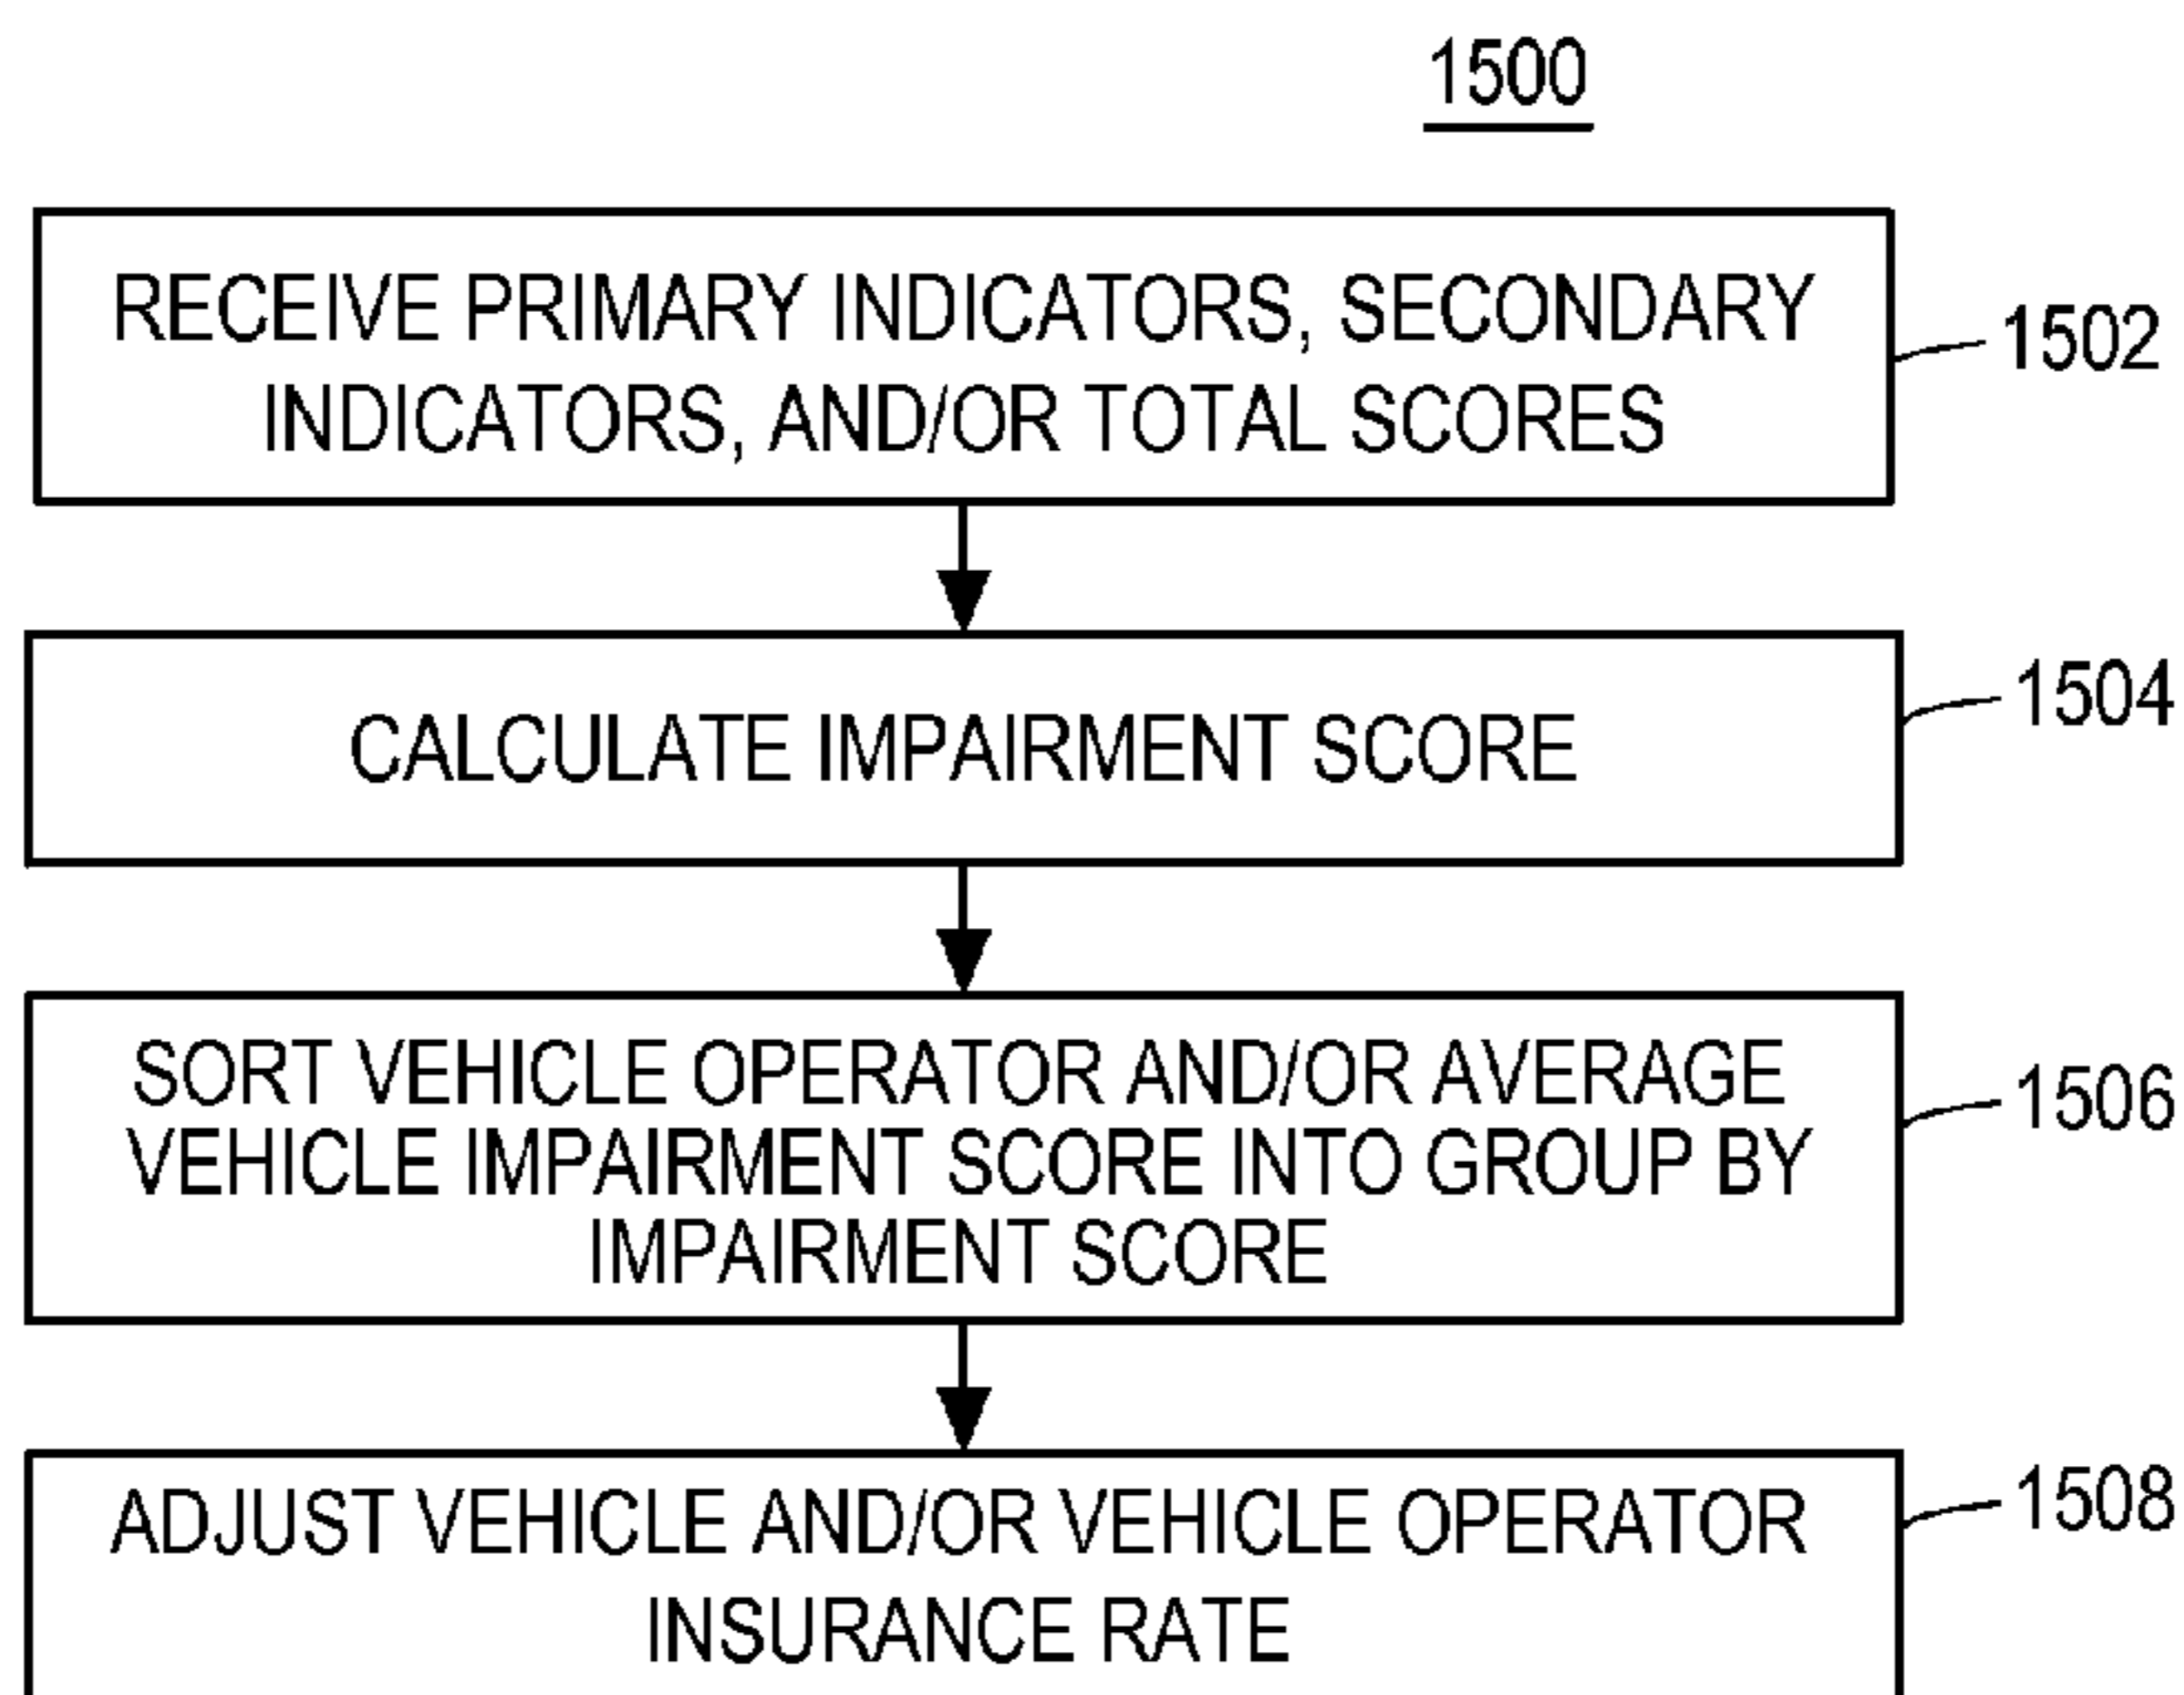 1500
RECEIVE PRIMARY INDICATORS, SECONDARY
INDICATORS, AND/OR TOTAL SCORES
1502
CALCULATE IMPAIRMENT SCORE
1504
SORT VEHICLE OPERATOR AND/OR AVERAGE
VEHICLE IMPAIRMENT SCORE INTO GROUP BY
IMPAIRMENT SCORE
1506
ADJUST VEHICLE AND/OR VEHICLE OPERATOR
INSURANCE RATE
1508